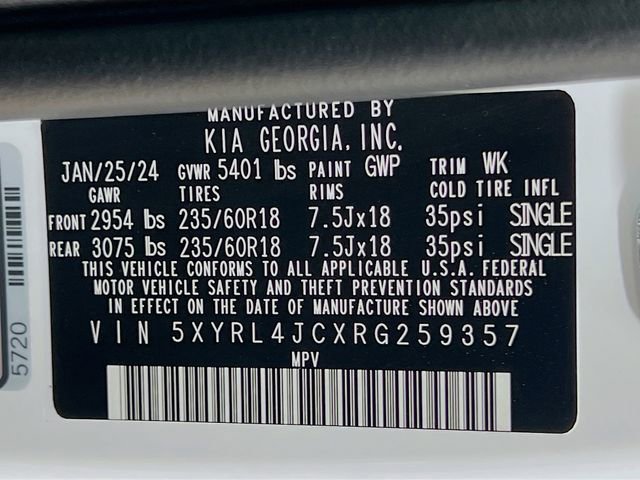 MANUFACTURED BY
KIA GEORGIA, INC.
JAN/25/24 GVWR 5401 lbs PAINT GWP TRIM WK
GAWR TIRES RIMS COLD TIRE INFL
FRONT 2954 lbs 235/60R18 7.5Jx18 35psi SINGLE
REAR 3075 lbs 235/60R18 7.5Jx18 35psi SINGLE
THIS VEHICLE CONFORMS TO ALL APPLICABLE U.S.A. FEDERAL
MOTOR VEHICLE SAFETY AND THEFT PREVENTION STANDARDS
IN EFFECT ON THE DATE OF MANUFACTURE SHOWN ABOVE
VIN 5XYRL4JCXRG259357
MPV
5720